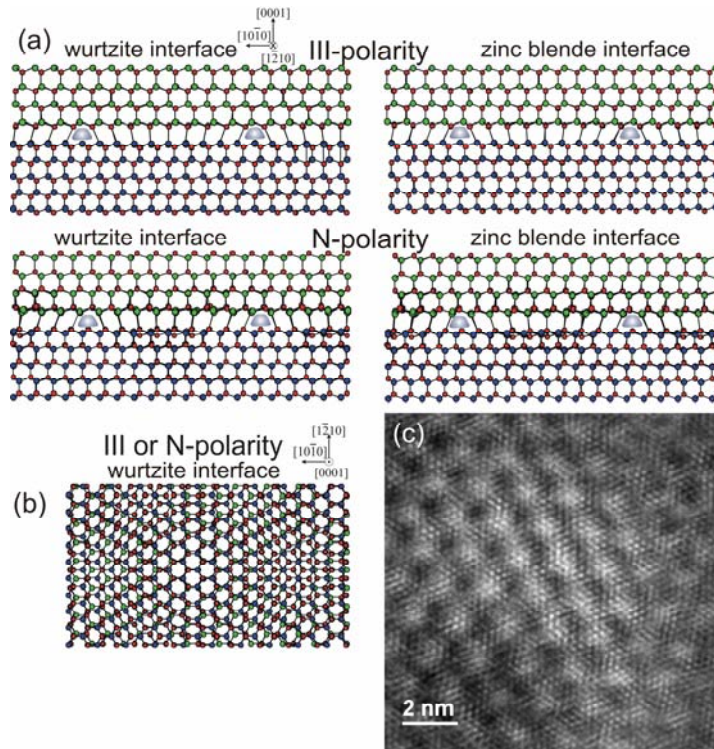 (a)
[0001]
[101̄0]
[1̄21̄0]
wurtzite interface
III-polarity
zinc blende interface
wurtzite interface
N-polarity
zinc blende interface
(b)
III or N-polarity
wurtzite interface
[12̄10]
[101̄0]
[0001]
(c)
2 nm